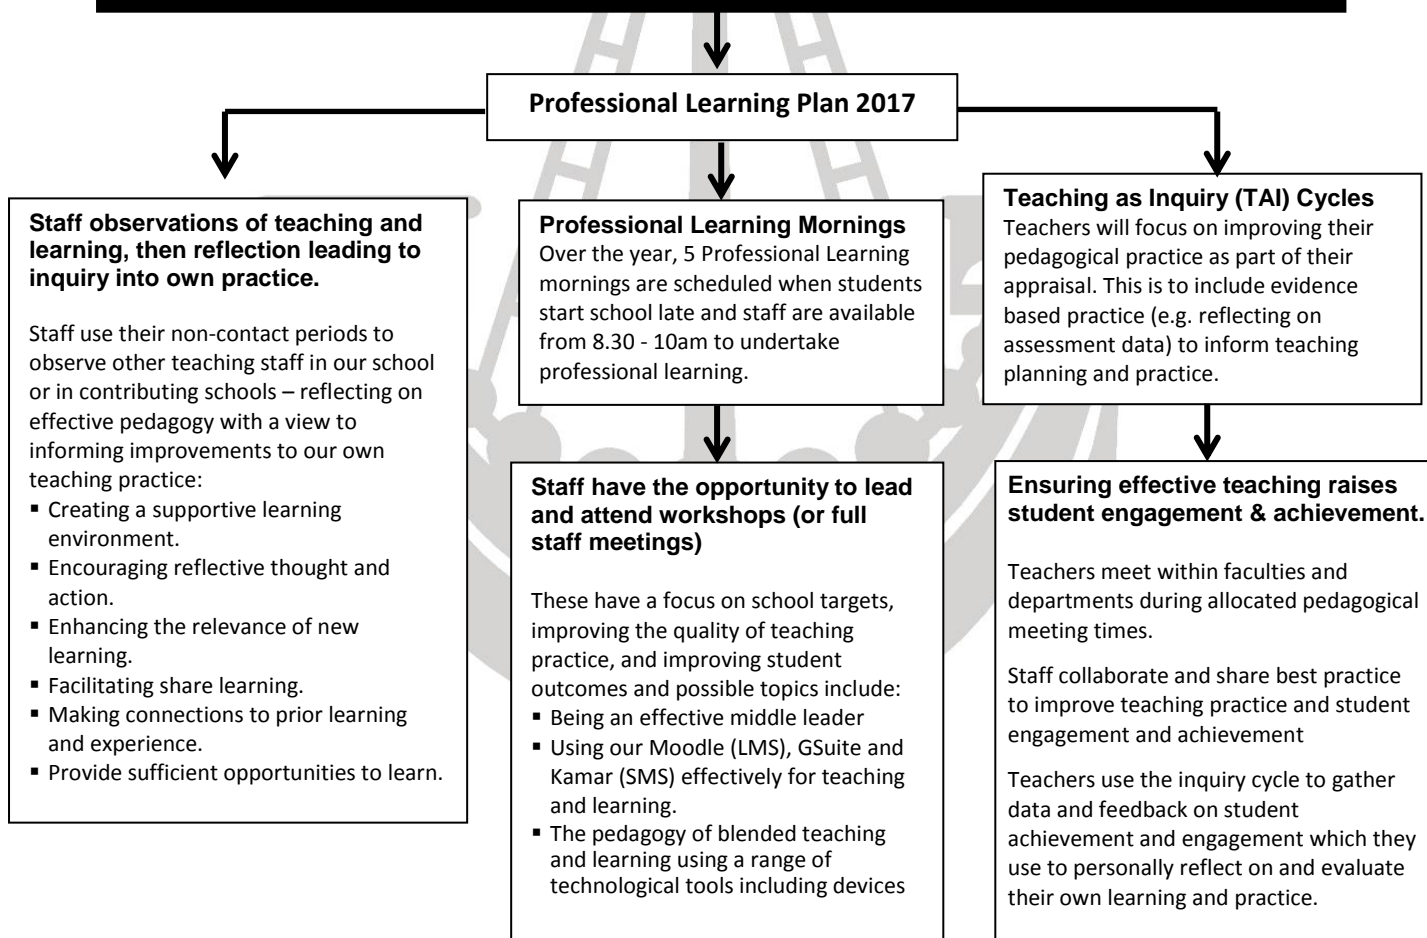 Professional Learning Plan 2017
Staff observations of teaching and
learning, then reflection leading to
inquiry into own practice.
Staff use their non-contact periods to
observe other teaching staff in our school
or in contributing schools – reflecting on
effective pedagogy with a view to
informing improvements to our own
teaching practice:
▪ Creating a supportive learning
environment.
▪ Encouraging reflective thought and
action.
▪ Enhancing the relevance of new
learning.
▪ Facilitating share learning.
▪ Making connections to prior learning
and experience.
▪ Provide sufficient opportunities to learn.
Professional Learning Mornings
Over the year, 5 Professional Learning
mornings are scheduled when students
start school late and staff are available
from 8.30 - 10am to undertake
professional learning.
Staff have the opportunity to lead
and attend workshops (or full
staff meetings)
These have a focus on school targets,
improving the quality of teaching
practice, and improving student
outcomes and possible topics include:
▪ Being an effective middle leader
▪ Using our Moodle (LMS), GSuite and
Kamar (SMS) effectively for teaching
and learning.
▪ The pedagogy of blended teaching
and learning using a range of
technological tools including devices
Teaching as Inquiry (TAI) Cycles
Teachers will focus on improving their
pedagogical practice as part of their
appraisal. This is to include evidence
based practice (e.g. reflecting on
assessment data) to inform teaching
planning and practice.
Ensuring effective teaching raises
student engagement & achievement.
Teachers meet within faculties and
departments during allocated pedagogical
meeting times.
Staff collaborate and share best practice
to improve teaching practice and student
engagement and achievement
Teachers use the inquiry cycle to gather
data and feedback on student
achievement and engagement which they
use to personally reflect on and evaluate
their own learning and practice.